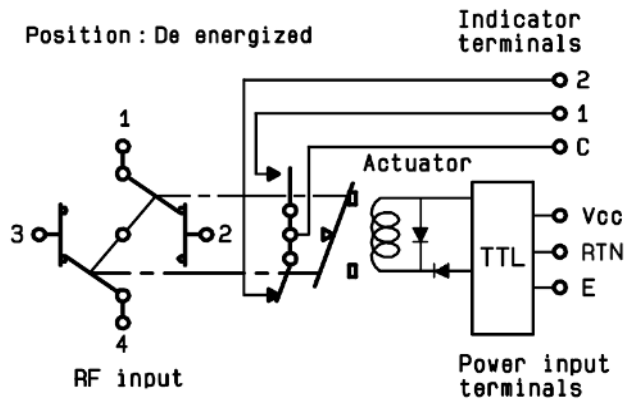 Position : De energized
Indicator
terminals
2
1
C
1
Actuator
3
2
4
RF input
TTL
Vcc
RTN
E
Power input
terminals